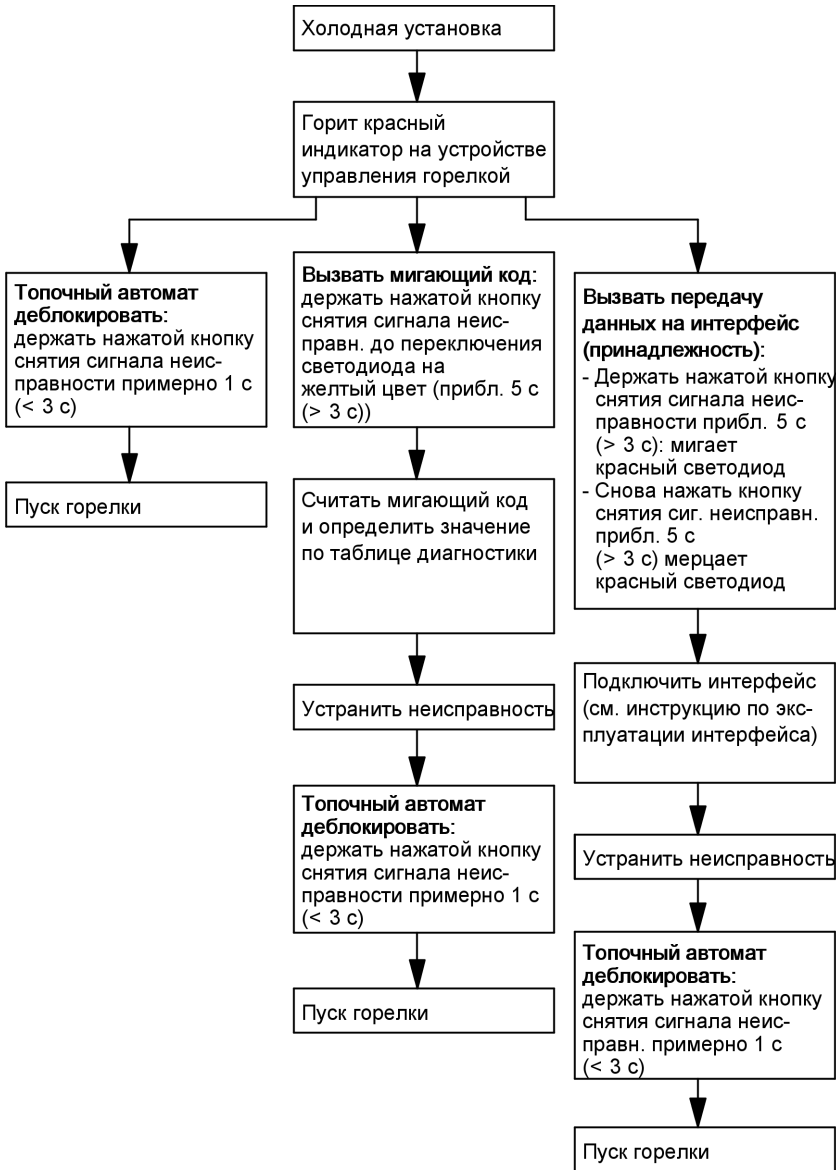 Холодная установка
Горит красный
индикатор на устройстве
управления горелкой
Топочный автомат
деблокировать:
держать нажатой кнопку
снятия сигнала неис-
правности примерно 1 с
(< 3 с)
Пуск горелки
Вызвать мигающий код:
держать нажатой кнопку
снятия сигнала неис-
правн. до переключения
светодиода на
желтый цвет (прибл. 5 с
(> 3 с))
Считать мигающий код
и определить значение
по таблице диагностики
Устранить неисправность
Топочный автомат
деблокировать:
держать нажатой кнопку
снятия сигнала неис-
правности примерно 1 с
(< 3 с)
Пуск горелки
Вызвать передачу
данных на интерфейс
(принадлежность):
- Держать нажатой кнопку
снятия сигнала неис-
правности прибл. 5 с
(> 3 с): мигает
красный светодиод
- Снова нажать кнопку
снятия сиг. неисправн.
прибл. 5 с
(> 3 с) мерцает
красный светодиод
Подключить интерфейс
(см. инструкцию по экс-
плуатации интерфейса)
Устранить неисправность
Топочный автомат
деблокировать:
держать нажатой кнопку
снятия сигнала неис-
правн. примерно 1 с
(< 3 с)
Пуск горелки